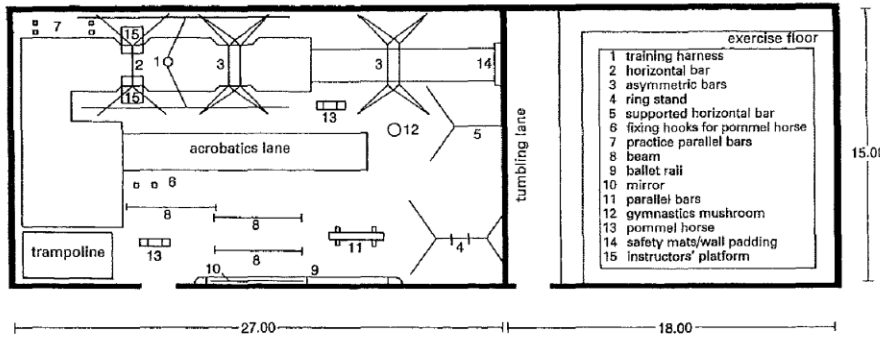 7
15
2
1
3
3
14
15
13
12
5
acrobatics lane
6
8
8
trampoline
13
8
11
4
10
9
tumbling lane
exercise floor
1 training harness
2 horizontal bar
3 asymmetric bars
4 ring stand
5 supported horizontal bar
6 fixing hooks for pommel horse
7 practice parallel bars
8 beam
9 ballet rail
10 mirror
11 parallel bars
12 gymnastics mushroom
13 pommel horse
14 safety mats/wall padding
15 instructors' platform
15.00
27.00
18.00